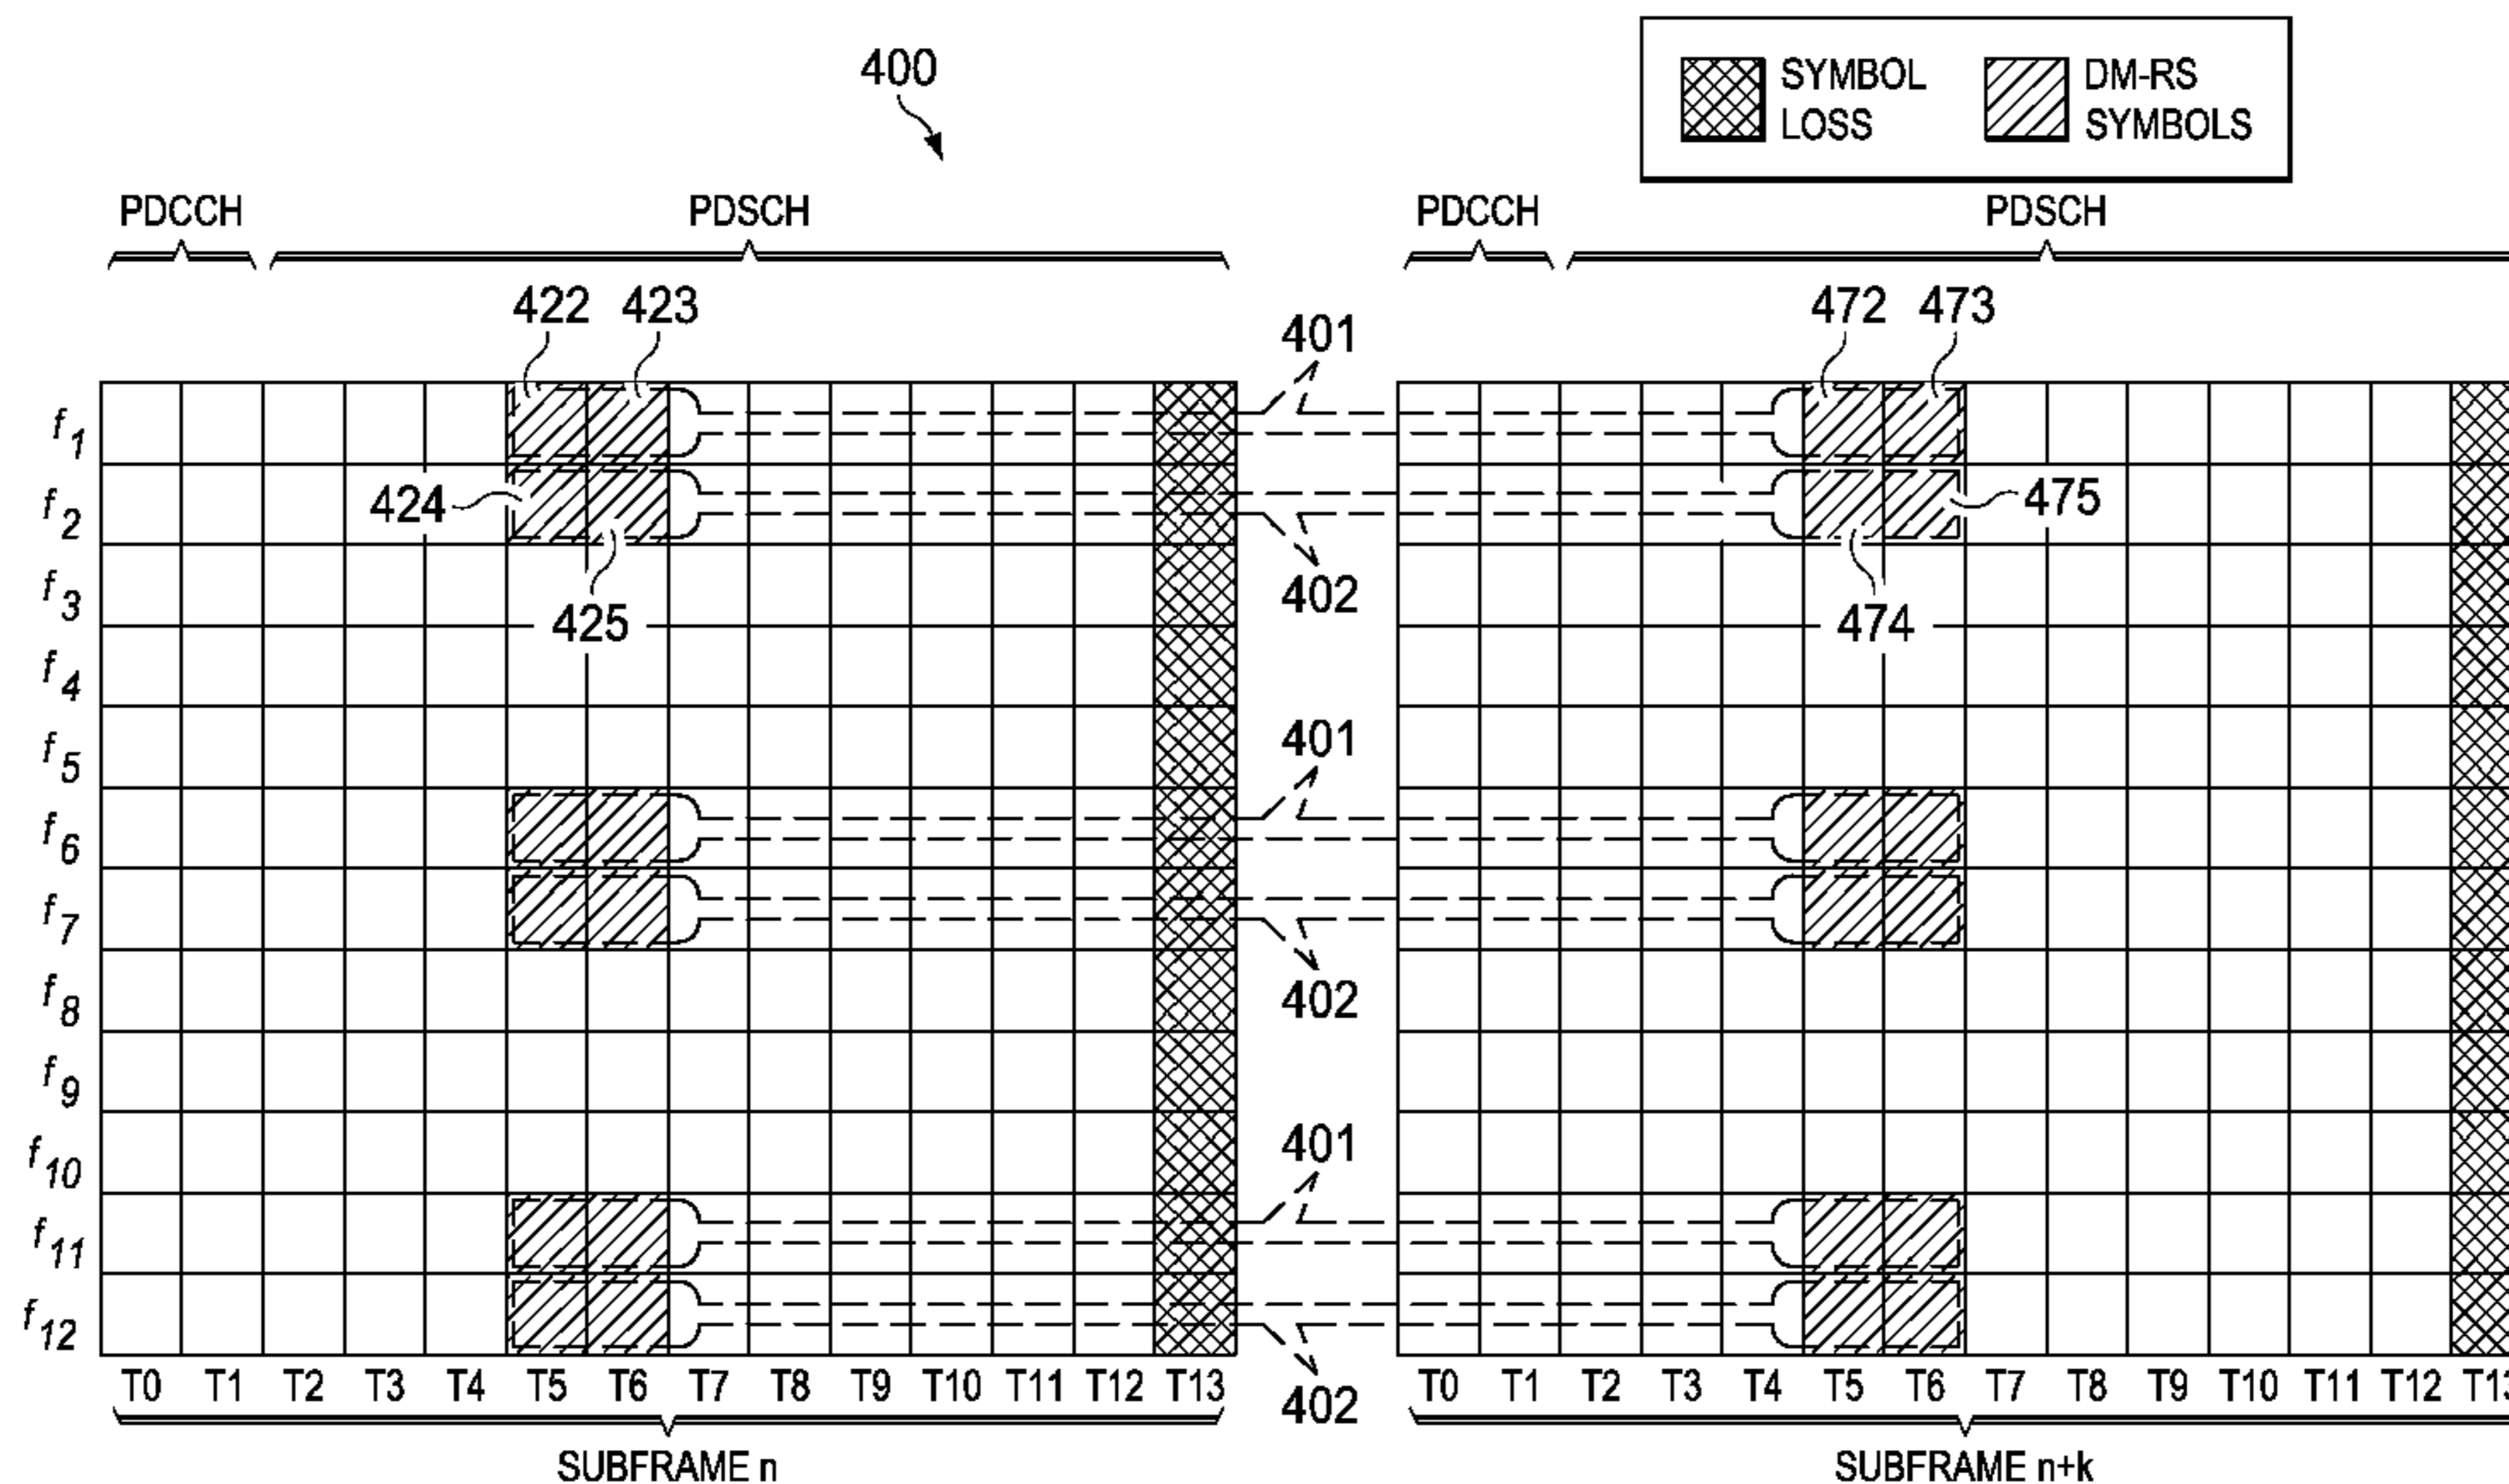 400
SYMBOL LOSS
DM-RS SYMBOLS
PDCCH PDSCH PDCCH PDSCH
422 423 472 473
401
f1
424 475
f2
402
f3
425 474
f4
401
f5
f6
f7
402
f8
f9
401
f10
f11
f12
402
T0 T1 T2 T3 T4 T5 T6 T7 T8 T9 T10 T11 T12 T13 T0 T1 T2 T3 T4 T5 T6 T7 T8 T9 T10 T11 T12 T13
SUBFRAME n SUBFRAME n+k